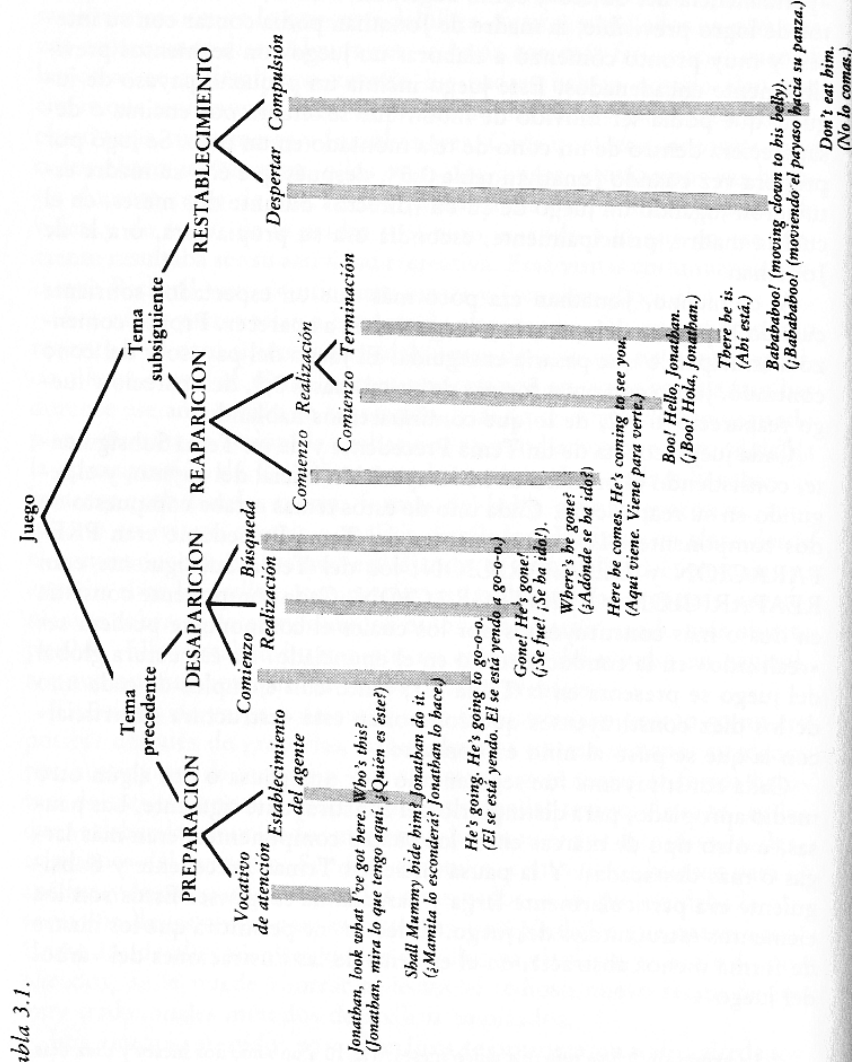 abla 3.1.
Juego
Tema
precedente
Tema
subsiguiente
PREPARACION
DESAPARICION
REAPARICION
RESTABLECIMIENTO
Vocativo
de atención
Establecimiento
del agente
Comienzo
Realización
Búsqueda
Comienzo
Realización
Comienzo
Terminación
Despertar
Compulsión
Jonathan, look what I've got here. Who's this?
(Jonathan, mira lo que tengo aquí. ¿Quién es éste?)
Shall Mummy hide him? Jonathan do it.
(¿Mamita lo esconderá? Jonathan lo hace.)
He's going. He's going to go-o-o.
(El se está yendo. El se está yendo a go-o-o.)
Gone! He's gone!
(¡Se fue! ¡Se ha ido!).
Where's he gone?
(¿Adónde se ha ido?)
Here he comes. He's coming to see you.
(Aquí viene. Viene para verte.)
Boo! Hello, Jonathan.
(¡Boo! Hola, Jonathan.)
There he is.
(Ahí está.)
Babababoo! (moving clown to his belly).
(¡Babababoo! (moviendo el payaso hacia su panza.)
Don't eat him.
(No lo comas.)